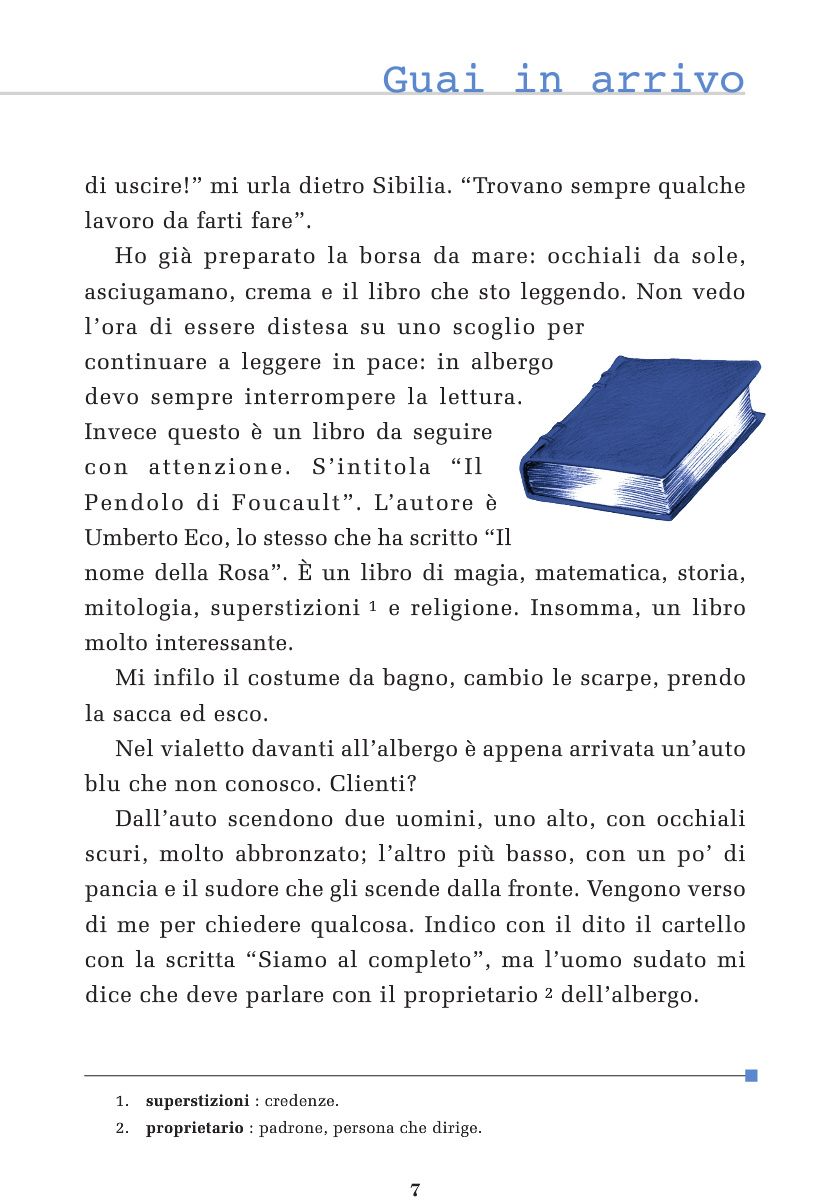 Guai in arrivo
di uscire!” mi urla dietro Sibilia. “Trovano sempre qualche
lavoro da farti fare”.
Ho già preparato la borsa da mare: occhiali da sole,
asciugamano, crema e il libro che sto leggendo. Non vedo
l’ora di essere distesa su uno scoglio per
continuare a leggere in pace: in albergo
devo sempre interrompere la lettura.
Invece questo è un libro da seguire
con attenzione. S’intitola “Il
Pendolo di Foucault”. L’autore è
Umberto Eco, lo stesso che ha scritto “Il
nome della Rosa”. È un libro di magia, matematica, storia,
mitologia, superstizioni 1 e religione. Insomma, un libro
molto interessante.
Mi infilo il costume da bagno, cambio le scarpe, prendo
la sacca ed esco.
Nel vialetto davanti all’albergo è appena arrivata un’auto
blu che non conosco. Clienti?
Dall’auto scendono due uomini, uno alto, con occhiali
scuri, molto abbronzato; l’altro più basso, con un po’ di
pancia e il sudore che gli scende dalla fronte. Vengono verso
di me per chiedere qualcosa. Indico con il dito il cartello
con la scritta “Siamo al completo”, ma l’uomo sudato mi
dice che deve parlare con il proprietario 2 dell’albergo.
1. superstizioni : credenze.
2. proprietario : padrone, persona che dirige.
7